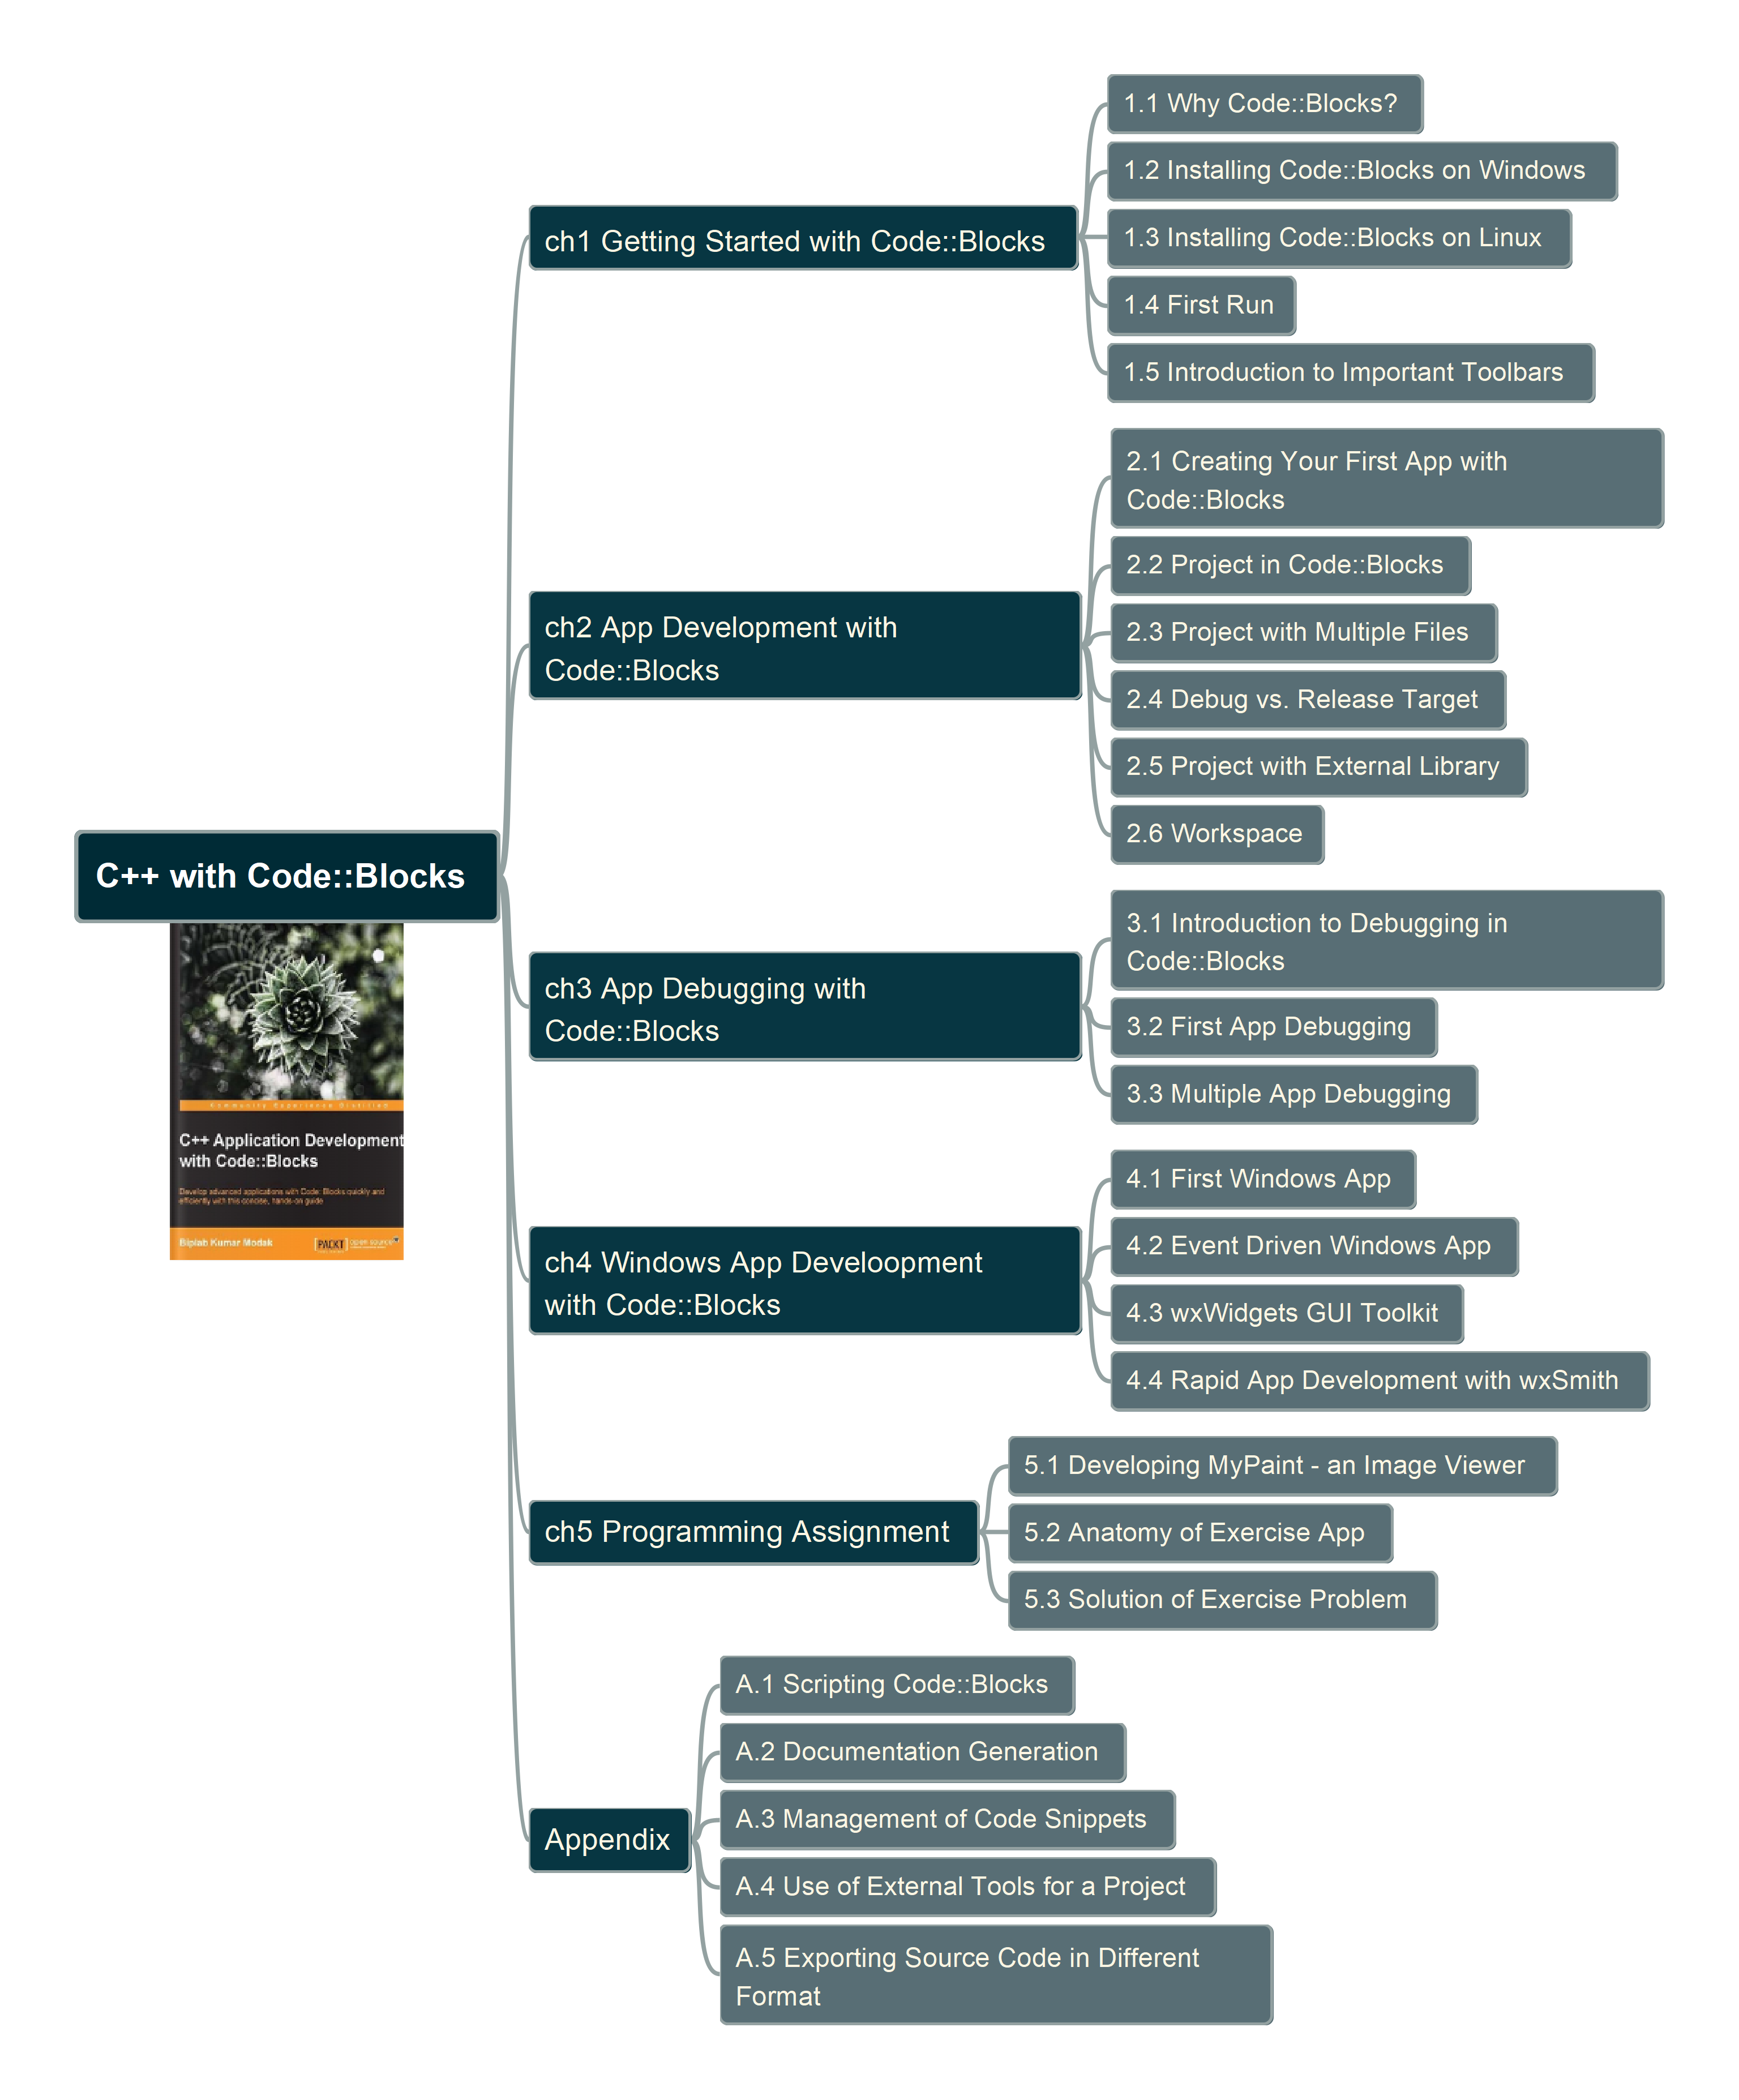 1.1 Why Code::Blocks?
1.2 Installing Code::Blocks on Windows
ch1 Getting Started with Code::Blocks
1.3 Installing Code::Blocks on Linux
1.4 First Run
1.5 Introduction to Important Toolbars
2.1 Creating Your First App with
Code::Blocks
2.2 Project in Code::Blocks
ch2 App Development with
Code::Blocks
2.3 Project with Multiple Files
2.4 Debug vs. Release Target
2.5 Project with External Library
2.6 Workspace
C++ with Code::Blocks
Community Experience Distilled
C++ Application Development
with Code::Blocks
Develop advanced applications with Code::Blocks quickly and
efficiently with this concise, hands-on guide
Biplab Kumar Modak
[PACKT] open source*
3.1 Introduction to Debugging in
Code::Blocks
ch3 App Debugging with
Code::Blocks
3.2 First App Debugging
3.3 Multiple App Debugging
4.1 First Windows App
4.2 Event Driven Windows App
ch4 Windows App Develoopment
with Code::Blocks
4.3 wxWidgets GUI Toolkit
4.4 Rapid App Development with wxSmith
5.1 Developing MyPaint - an Image Viewer
ch5 Programming Assignment
5.2 Anatomy of Exercise App
5.3 Solution of Exercise Problem
A.1 Scripting Code::Blocks
A.2 Documentation Generation
Appendix
A.3 Management of Code Snippets
A.4 Use of External Tools for a Project
A.5 Exporting Source Code in Different
Format